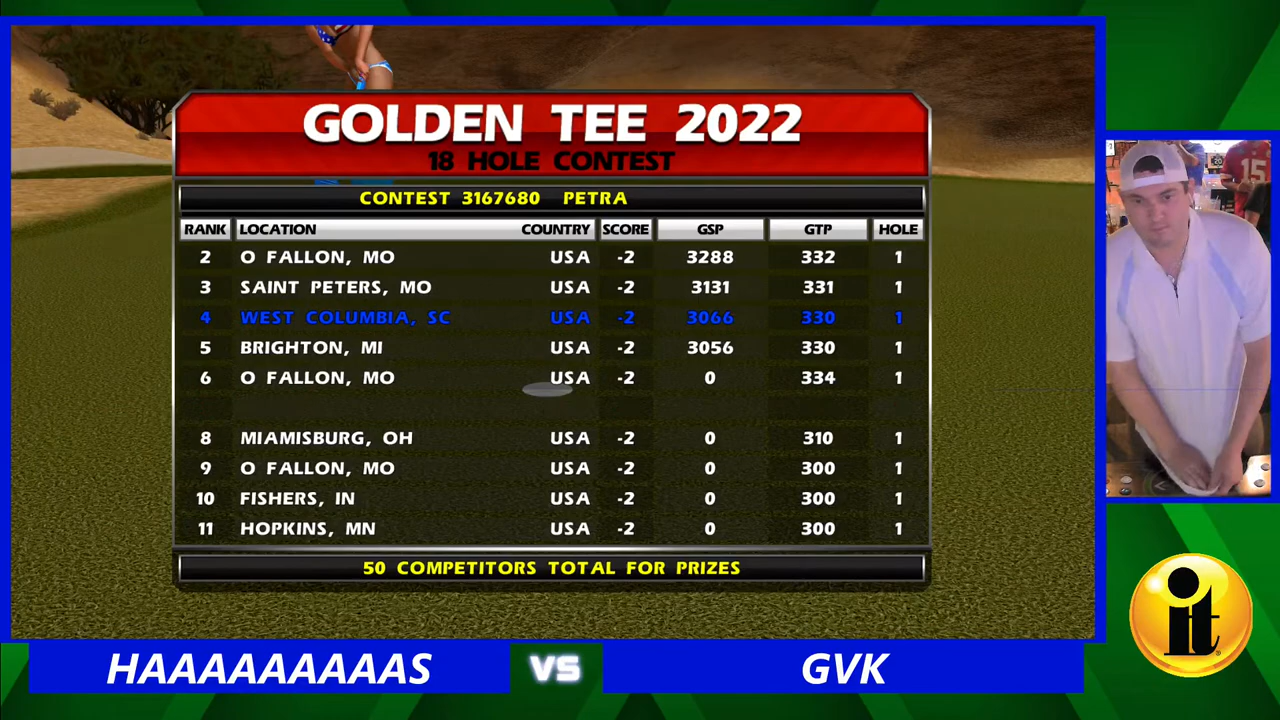 GOLDEN TEE 2022
18 HOLE CONTEST
CONTEST 3167680 PETRA
RANK LOCATION COUNTRY SCORE GSP GTP HOLE
2 O FALLON, MO USA -2 3288 332 1
3 SAINT PETERS, MO USA -2 3131 331 1
4 WEST COLUMBIA, SC USA -2 3066 330 1
5 BRIGHTON, MI USA -2 3056 330 1
6 O FALLON, MO USA -2 0 334 1
8 MIAMISBURG, OH USA -2 0 310 1
9 O FALLON, MO USA -2 0 300 1
10 FISHERS, IN USA -2 0 300 1
11 HOPKINS, MN USA -2 0 300 1
50 COMPETITORS TOTAL FOR PRIZES
15
it
HAAAAAAAAAS VS GVK